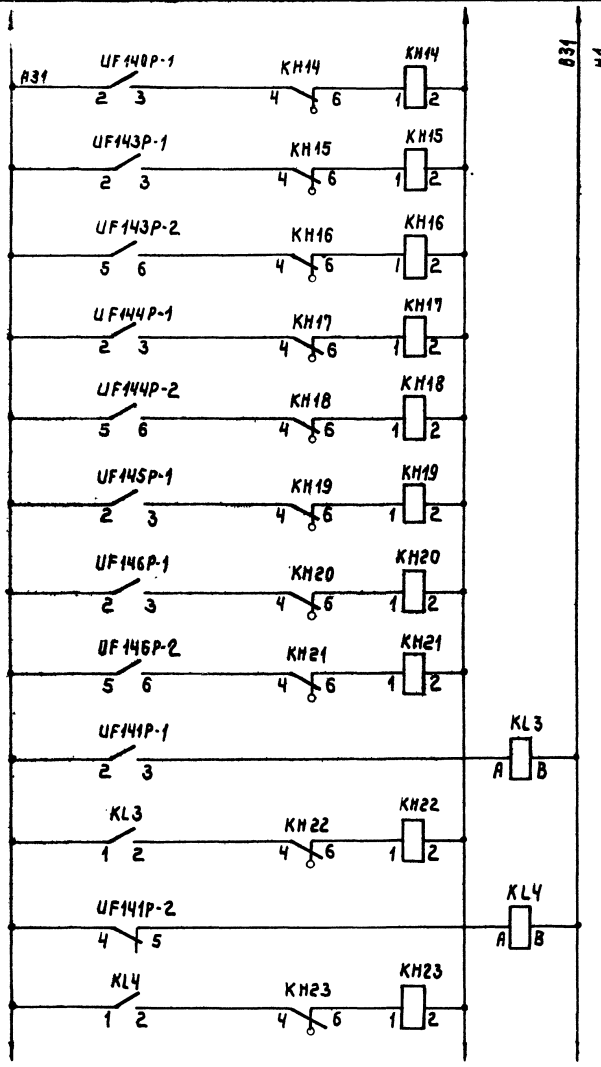 A31
UF140P-1 KH14 KH14
2 3 4 6 1 2
UF143P-1 KH15 KH15
2 3 4 6 1 2
UF143P-2 KH16 KH16
5 6 4 6 1 2
UF144P-1 KH17 KH17
2 3 4 6 1 2
UF144P-2 KH18 KH18
5 6 4 6 1 2
UF145P-1 KH19 KH19
2 3 4 6 1 2
UF146P-1 KH20 KH20
2 3 4 6 1 2
UF146P-2 KH21 KH21
5 6 4 6 1 2
UF141P-1 KL3
2 3 A B
KL3 KH22 KH22
1 2 4 6 1 2
UF141P-2 KL4
4 5 A B
KL4 KH23 KH23
1 2 4 6 1 2
B31